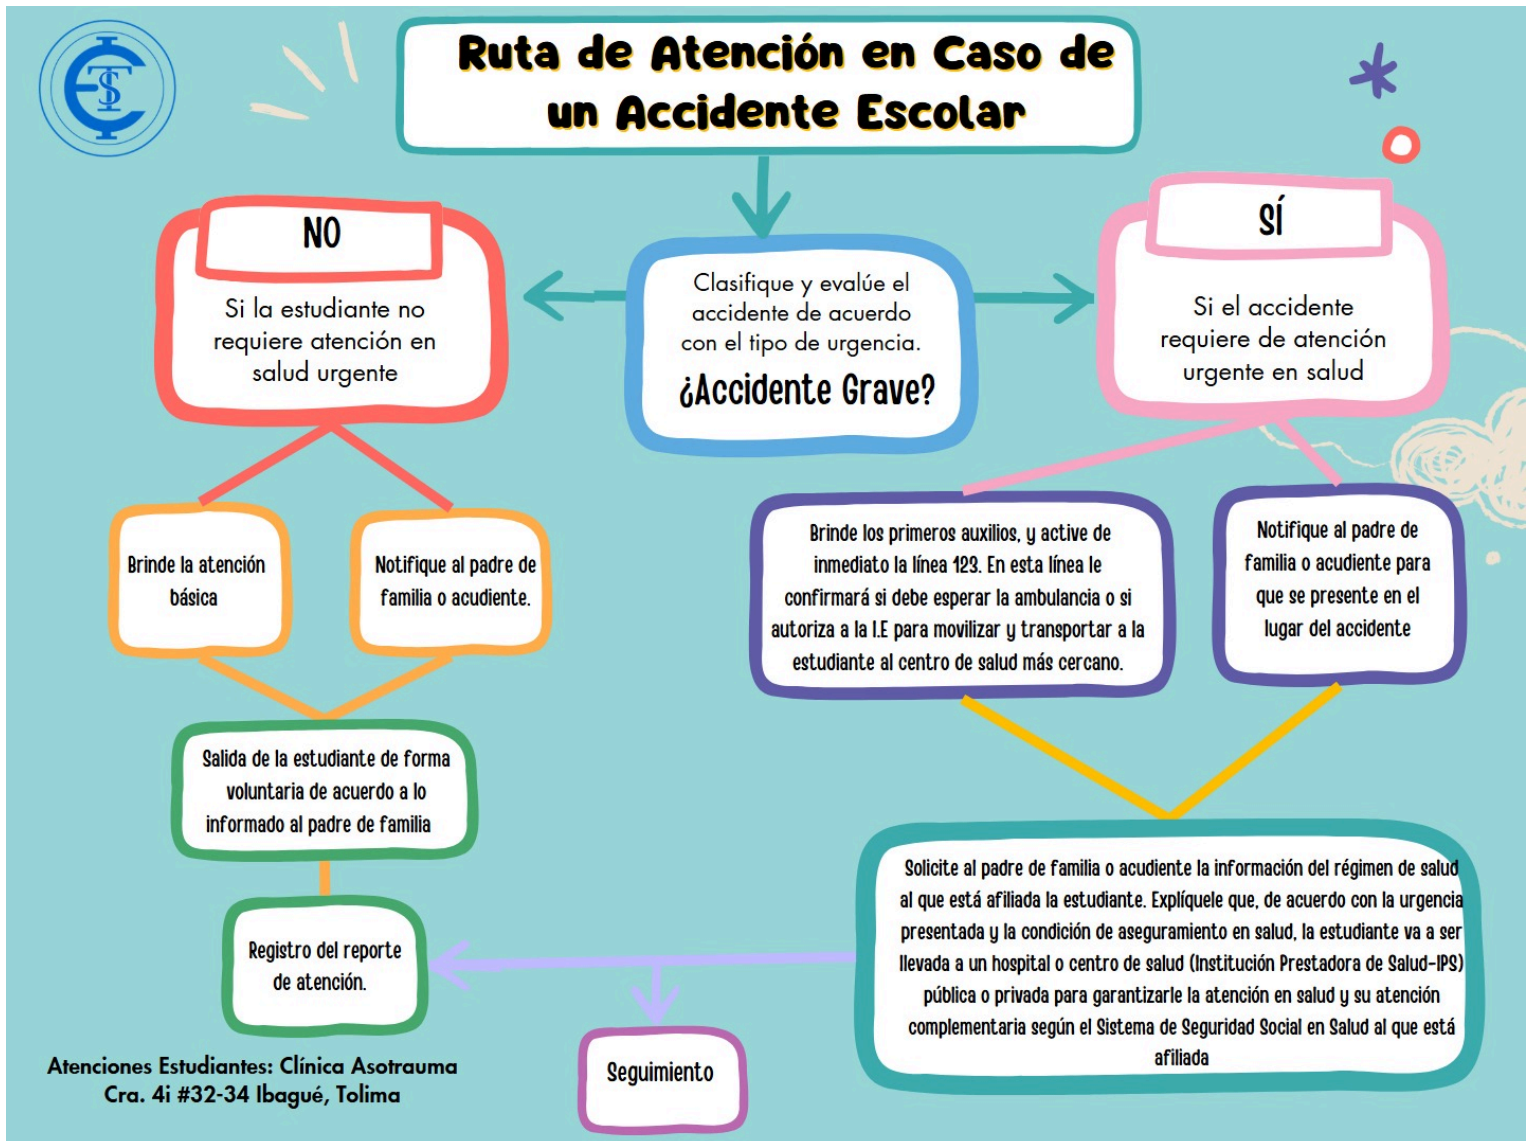 Ruta de Atención en Caso de
un Accidente Escolar
NO
Si la estudiante no
requiere atención en
salud urgente
Clasifique y evalúe el
accidente de acuerdo
con el tipo de urgencia.
¿Accidente Grave?
SÍ
Si el accidente
requiere de atención
urgente en salud
Brinde la atención
básica
Notifique al padre de
familia o acudiente.
Brinde los primeros auxilios, y active de
inmediato la línea 123. En esta línea le
confirmará si debe esperar la ambulancia o si
autoriza a la I.E para movilizar y transportar a la
estudiante al centro de salud más cercano.
Notifique al padre de
familia o acudiente para
que se presente en el
lugar del accidente
Salida de la estudiante de forma
voluntaria de acuerdo a lo
informado al padre de familia
Solicite al padre de familia o acudiente la información del régimen de salud
al que está afiliada la estudiante. Explíquele que, de acuerdo con la urgencia
presentada y la condición de aseguramiento en salud, la estudiante va a ser
llevada a un hospital o centro de salud (Institución Prestadora de Salud-IPS)
pública o privada para garantizarle la atención en salud y su atención
complementaria según el Sistema de Seguridad Social en Salud al que está
afiliada
Registro del reporte
de atención.
Seguimiento
Atenciones Estudiantes: Clínica Asotrauma
Cra. 4i #32-34 Ibagué, Tolima